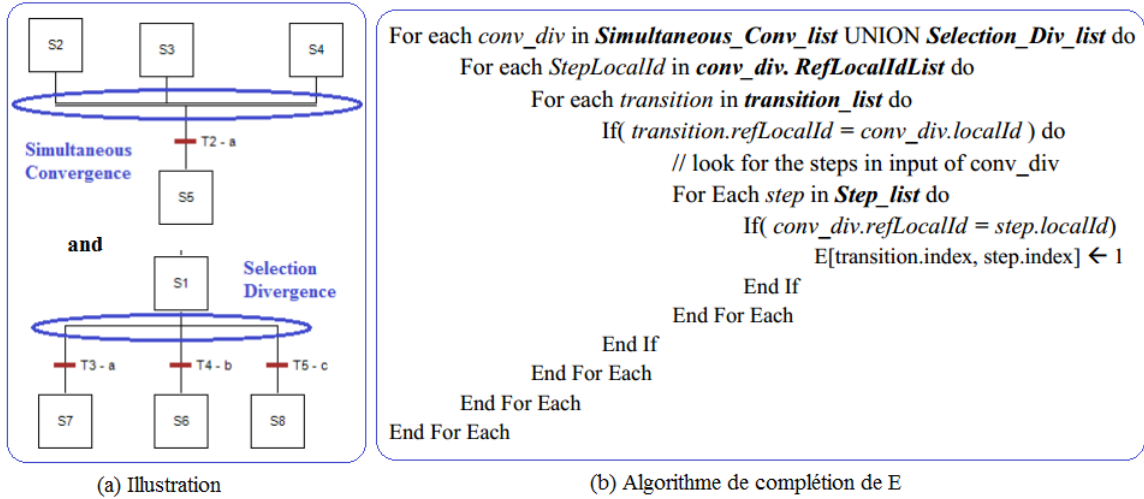 S2
S3
S4
T2 - a
Simultaneous
Convergence
S5
and
S1
Selection
Divergence
T3 - a
T4 - b
T5 - c
S7
S6
S8
(a) Illustration
For each conv_div in Simultaneous_Conv_list UNION Selection_Div_list do
For each StepLocalId in conv_div. RefLocalIdList do
For each transition in transition_list do
If( transition.refLocalId = conv_div.localId ) do
// look for the steps in input of conv_div
For Each step in Step_list do
If( conv_div.refLocalId = step.localId)
E[transition.index, step.index] ← 1
End If
End For Each
End If
End For Each
End For Each
End For Each
(b) Algorithme de complétion de E